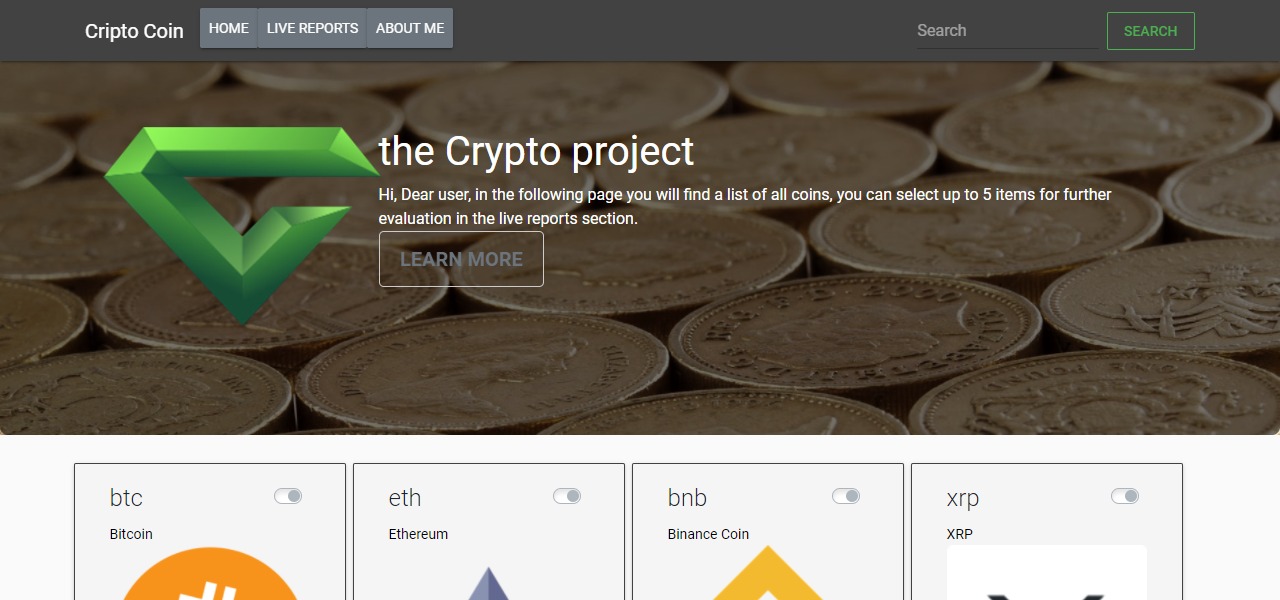 Cripto Coin
HOME
LIVE REPORTS
ABOUT ME
Search
SEARCH
the Crypto project
Hi, Dear user, in the following page you will find a list of all coins, you can select up to 5 items for further
evaluation in the live reports section.
LEARN MORE
btc
Bitcoin
eth
Ethereum
bnb
Binance Coin
xrp
XRP